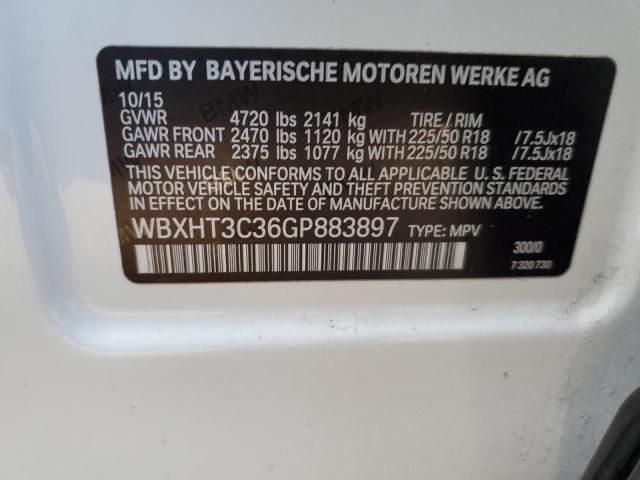 MFD BY BAYERISCHE MOTOREN WERKE AG
10/15
GVWR 4720 lbs 2141 kg TIRE / RIM
GAWR FRONT 2470 lbs 1120 kg WITH 225/50 R18 /7.5Jx18
GAWR REAR 2375 lbs 1077 kg WITH 225/50 R18 /7.5Jx18
THIS VEHICLE CONFORMS TO ALL APPLICABLE U. S. FEDERAL
MOTOR VEHICLE SAFETY, BUMPER, AND THEFT PREVENTION STANDARDS
IN EFFECT ON THE DATE OF MANUFACTURE SHOWN ABOVE.
WBXHT3C36GP883897 TYPE: MPV
300/0
7 320 730